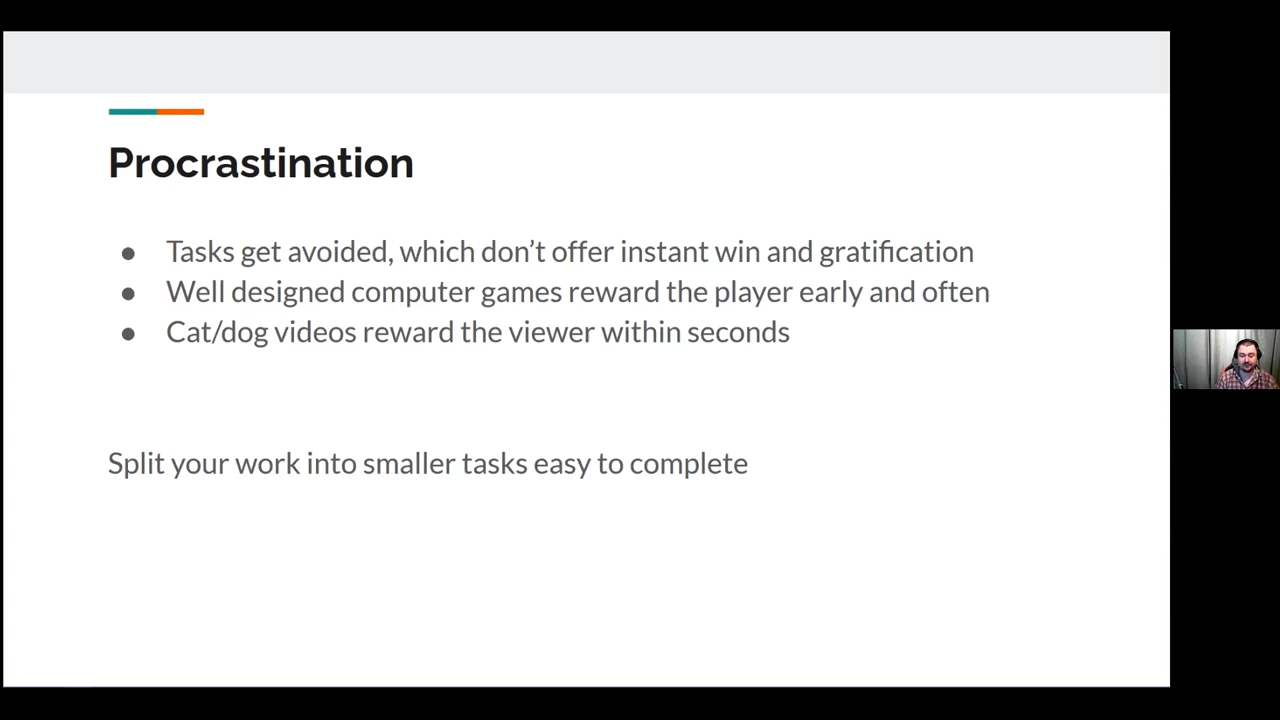 Procrastination
● Tasks get avoided, which don’t offer instant win and gratification
● Well designed computer games reward the player early and often
● Cat/dog videos reward the viewer within seconds
Split your work into smaller tasks easy to complete